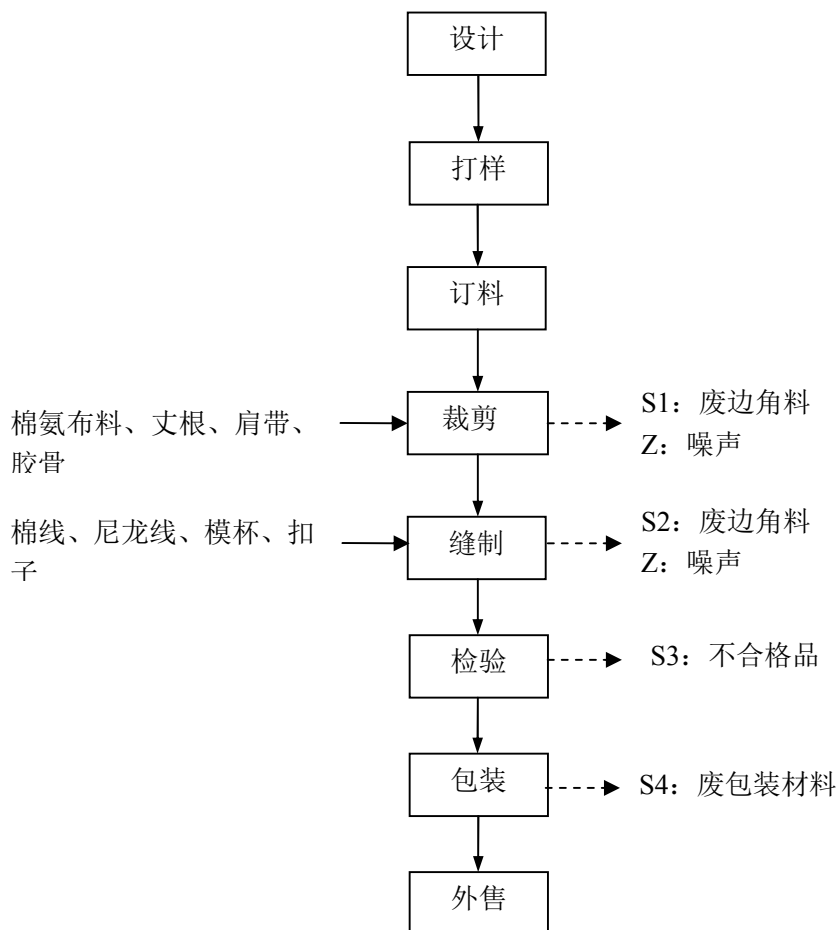 设计
打样
订料
棉氨布料、丈根、肩带、
胶骨
裁剪
S1：废边角料
Z：噪声
棉线、尼龙线、模杯、扣
子
缝制
S2：废边角料
Z：噪声
检验
S3：不合格品
包装
S4：废包装材料
外售